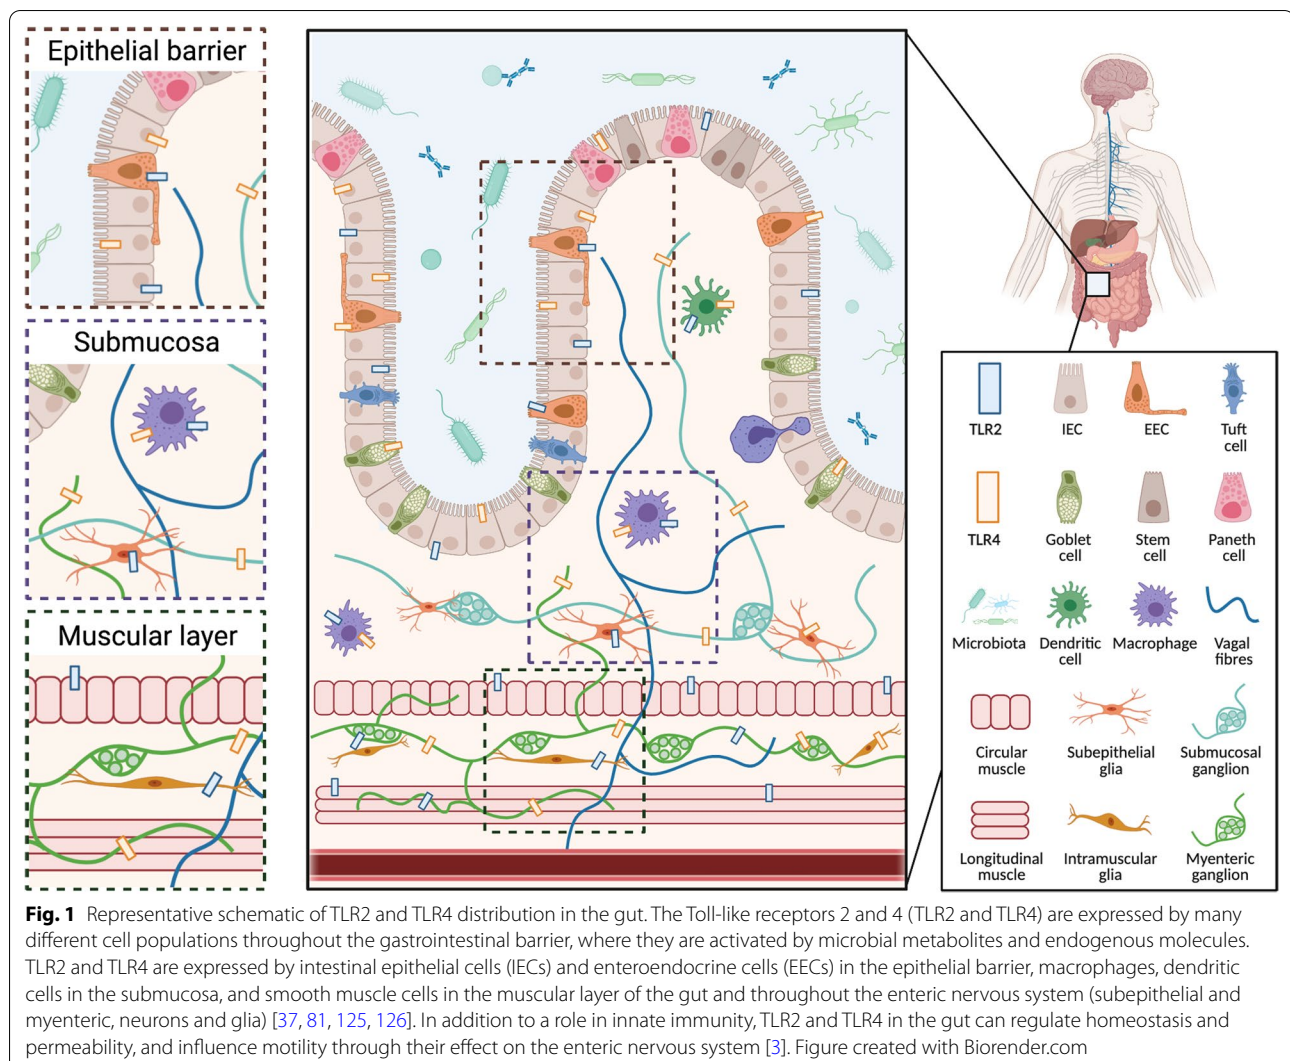 Epithelial barrier
Submucosa
Muscular layer
TLR2
IEC
EEC
Tuft
cell
TLR4
Goblet
cell
Stem
cell
Paneth
cell
Microbiota
Dendritic
cell
Macrophage
Vagal
fibres
Circular
muscle
Subepithelial
glia
Submucosal
ganglion
Longitudinal
muscle
Intramuscular
glia
Myenteric
ganglion
Fig. 1 Representative schematic of TLR2 and TLR4 distribution in the gut. The Toll-like receptors 2 and 4 (TLR2 and TLR4) are expressed by many
different cell populations throughout the gastrointestinal barrier, where they are activated by microbial metabolites and endogenous molecules.
TLR2 and TLR4 are expressed by intestinal epithelial cells (IECs) and enteroendocrine cells (EECs) in the epithelial barrier, macrophages, dendritic
cells in the submucosa, and smooth muscle cells in the muscular layer of the gut and throughout the enteric nervous system (subepithelial and
myenteric, neurons and glia) [37, 81, 125, 126]. In addition to a role in innate immunity, TLR2 and TLR4 in the gut can regulate homeostasis and
permeability, and influence motility through their effect on the enteric nervous system [3]. Figure created with Biorender.com